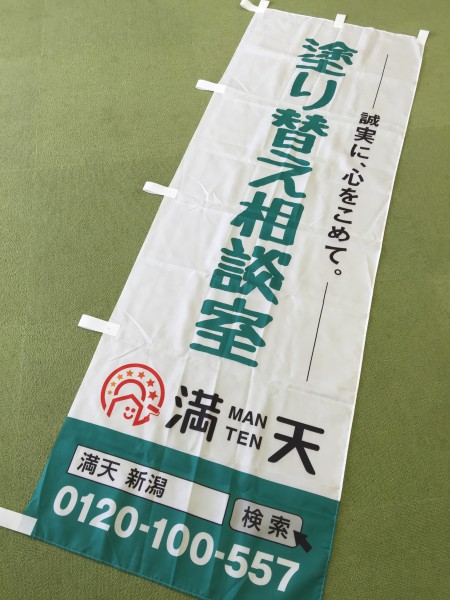 誠実に、心をこめて。
塗り替え相談室
満 MAN TEN 天
満天 新潟
検索
0120-100-557